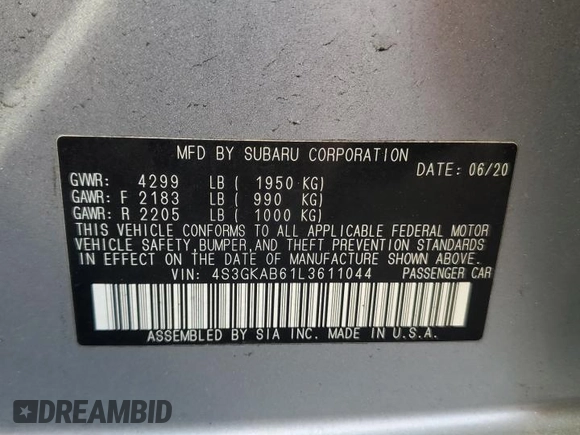 MFD BY SUBARU CORPORATION
DATE: 06/20
GVWR: 4299 LB ( 1950 KG)
GAWR: F 2183 LB ( 990 KG)
GAWR: R 2205 LB ( 1000 KG)
THIS VEHICLE CONFORMS TO ALL APPLICABLE FEDERAL MOTOR
VEHICLE SAFETY, BUMPER, AND THEFT PREVENTION STANDARDS
IN EFFECT ON THE DATE OF MANUFACTURE SHOWN ABOVE.
VIN: 4S3GKAB61L3611044 PASSENGER CAR
ASSEMBLED BY SIA INC. MADE IN U.S.A.
DREAMBID